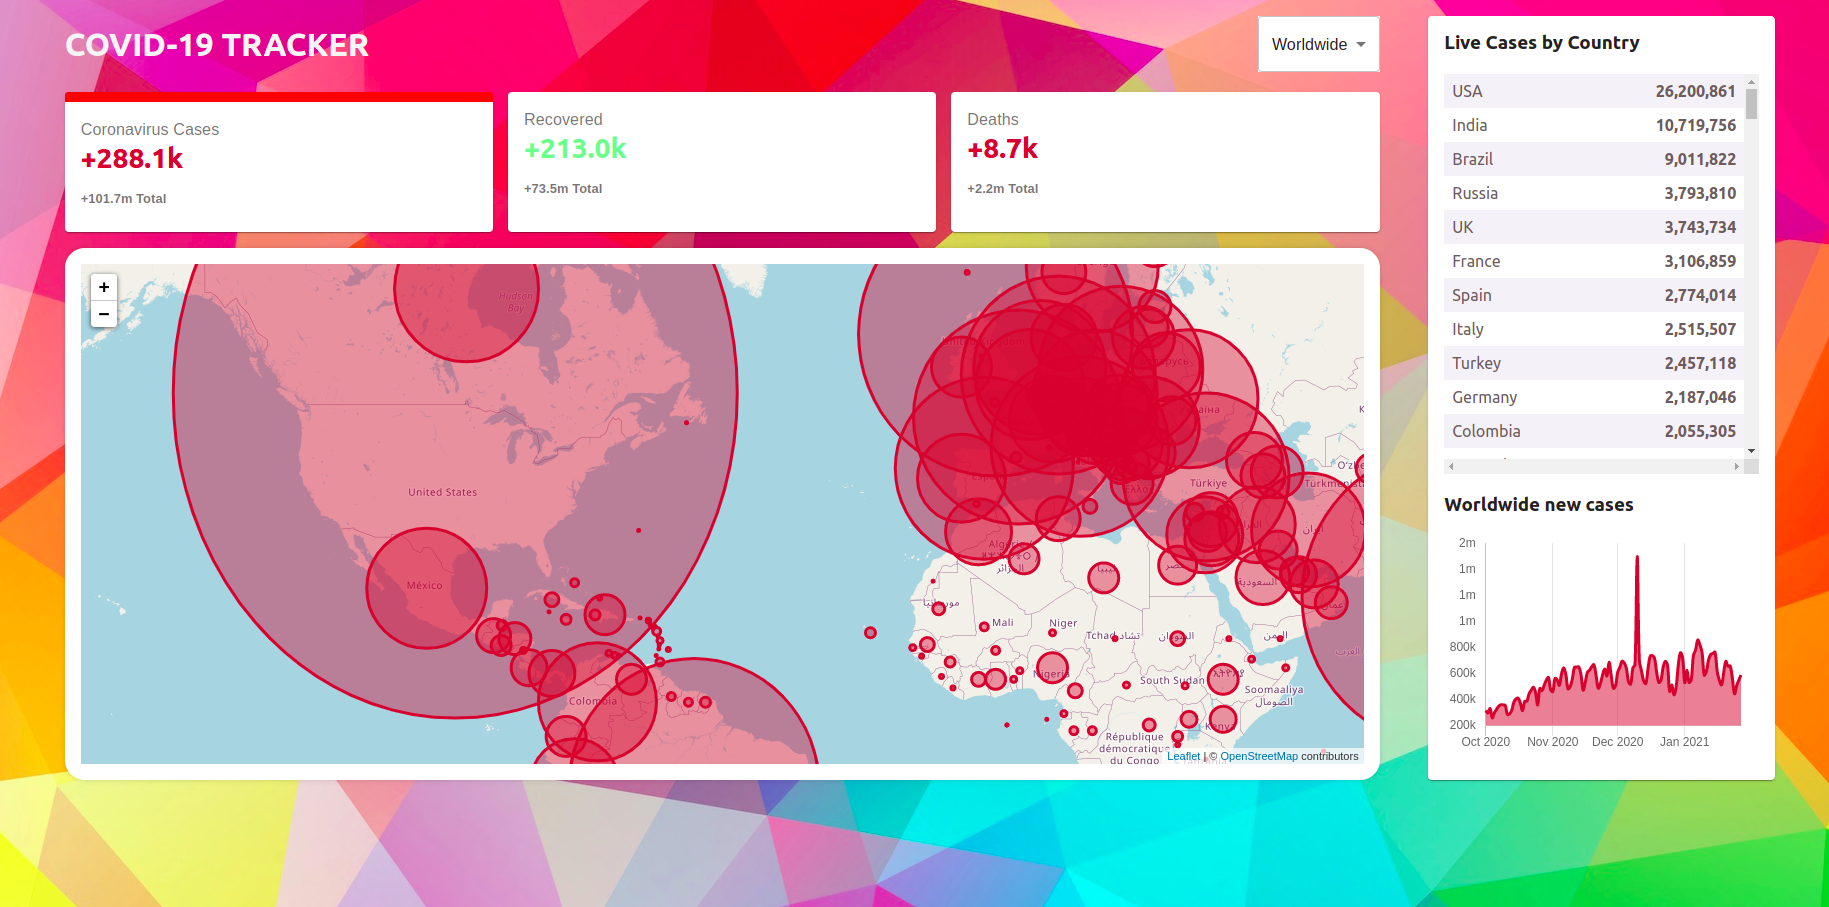 COVID-19 TRACKER
Worldwide
Coronavirus Cases
+288.1k
+101.7m Total
Recovered
+213.0k
+73.5m Total
Deaths
+8.7k
+2.2m Total
+
−
Hudson
Bay
United States
México
Colombia
Türkiye
Mali
Niger
Tchad تشاد
Nigeria
South Sudan
Soomaaliya
الصومال
Kenya
République
démocratique
du Congo
Leaflet | © OpenStreetMap contributors
Live Cases by Country
USA 26,200,861
India 10,719,756
Brazil 9,011,822
Russia 3,793,810
UK 3,743,734
France 3,106,859
Spain 2,774,014
Italy 2,515,507
Turkey 2,457,118
Germany 2,187,046
Colombia 2,055,305
Worldwide new cases
2m
1m
1m
1m
800k
600k
400k
200k
Oct 2020 Nov 2020 Dec 2020 Jan 2021